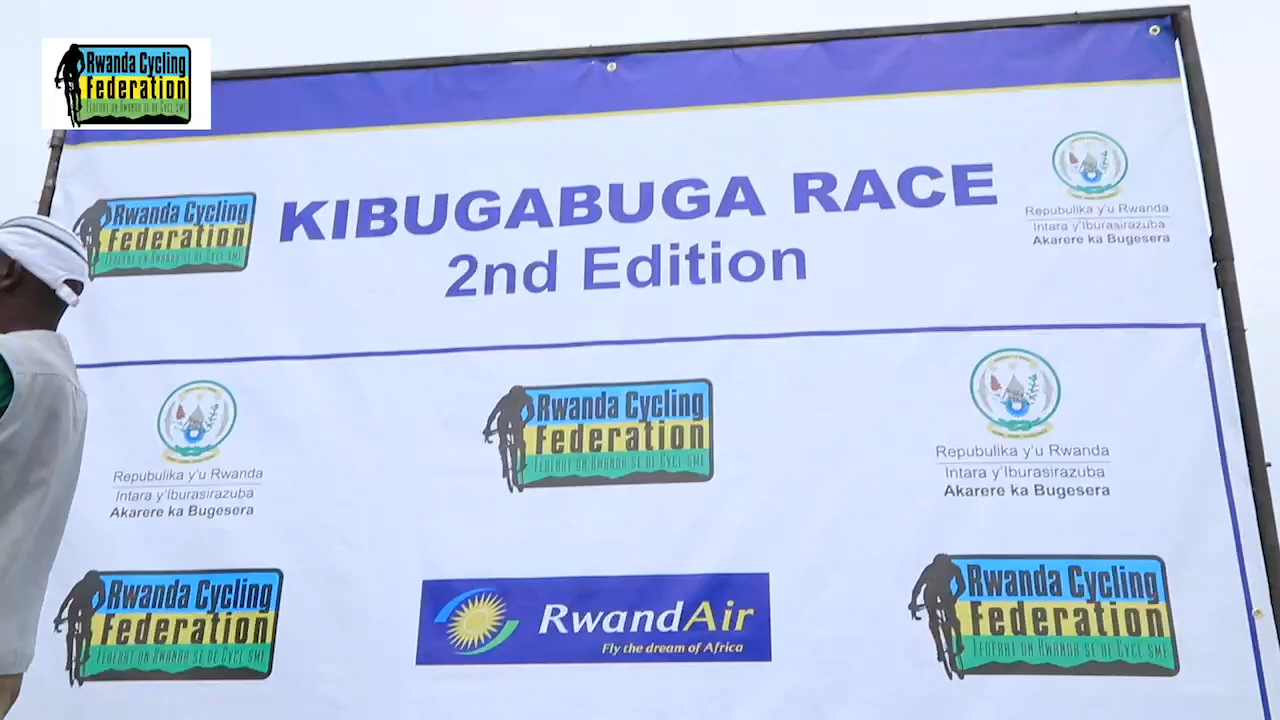 Rwanda Cycling
Federation
KIBUGABUGA RACE
2nd Edition
Rwanda Cycling
Federation
Repubulika y'u Rwanda
Intara y'Iburasirazuba
Akarere ka Bugesera
Repubulika y'u Rwanda
Intara y'Iburasirazuba
Akarere ka Bugesera
Rwanda Cycling
Federation
Repubulika y'u Rwanda
Intara y'Iburasirazuba
Akarere ka Bugesera
Rwanda Cycling
Federation
RwandAir
Fly the dream of Africa
Rwanda Cycling
Federation